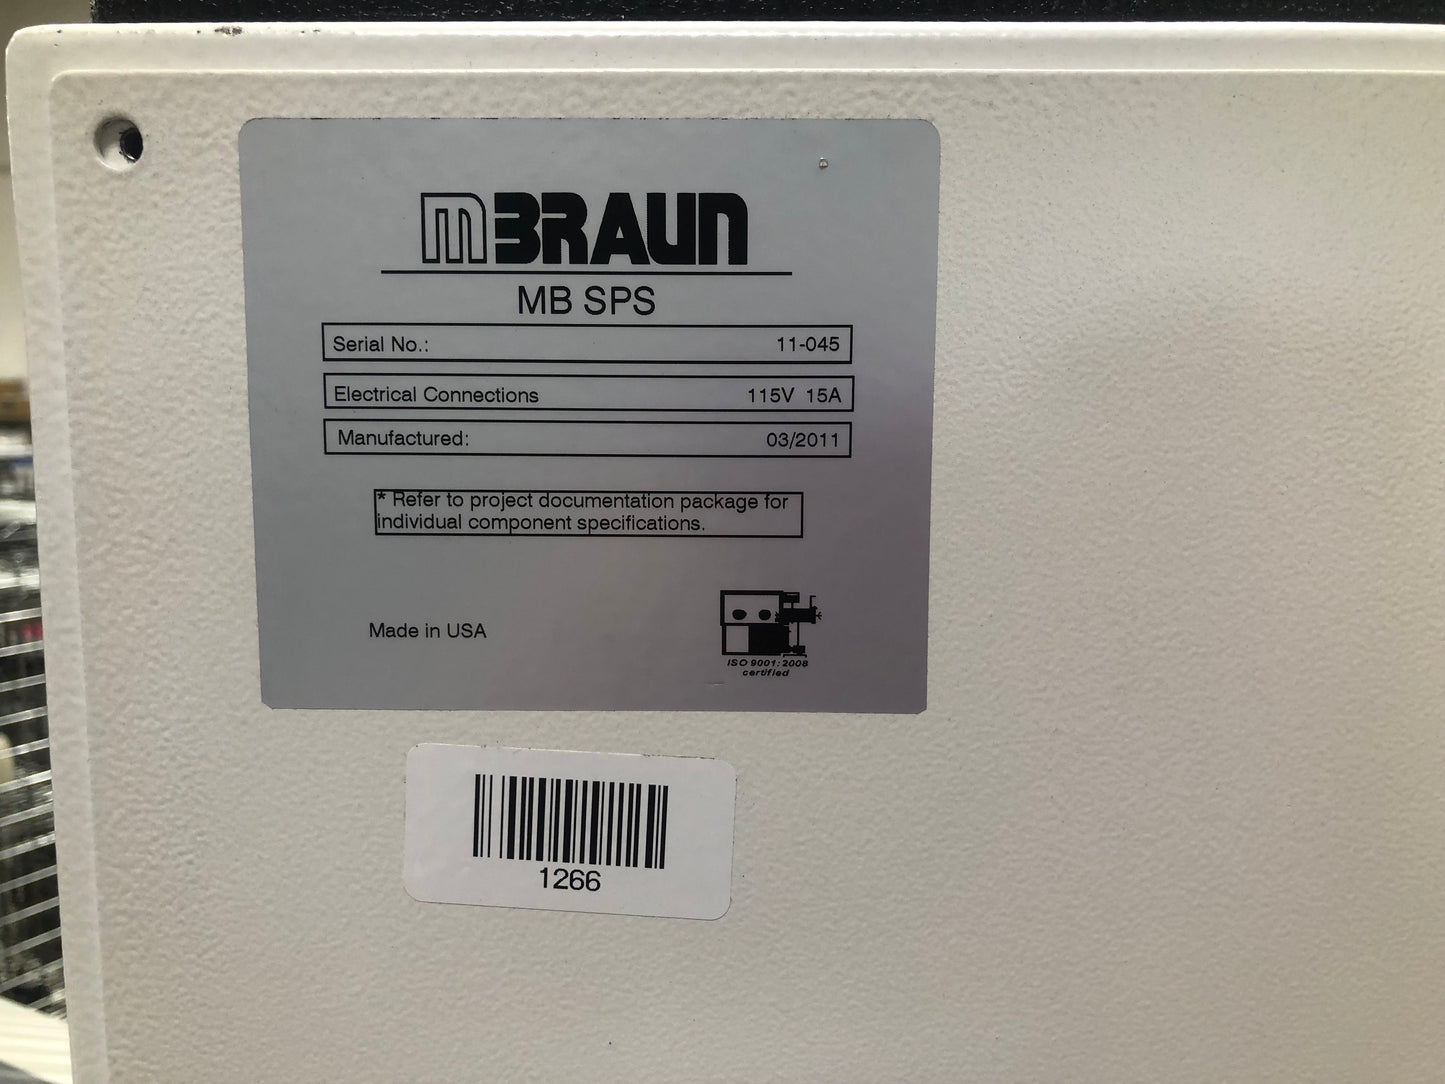 mBRAUN
MB SPS
Serial No.: 11-045
Electrical Connections 115V 15A
Manufactured: 03/2011
* Refer to project documentation package for
individual component specifications.
Made in USA
ISO 9001:2008
certified
1266